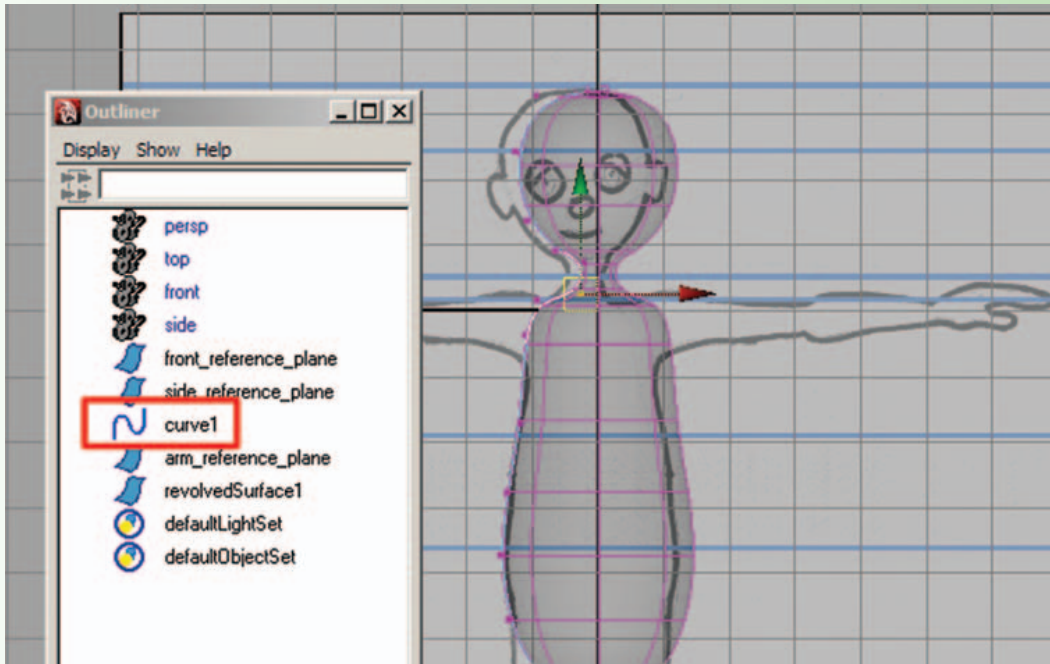 Outliner
Display Show Help
persp
top
front
side
front_reference_plane
side_reference_plane
curve1
arm_reference_plane
revolvedSurface1
defaultLightSet
defaultObjectSet